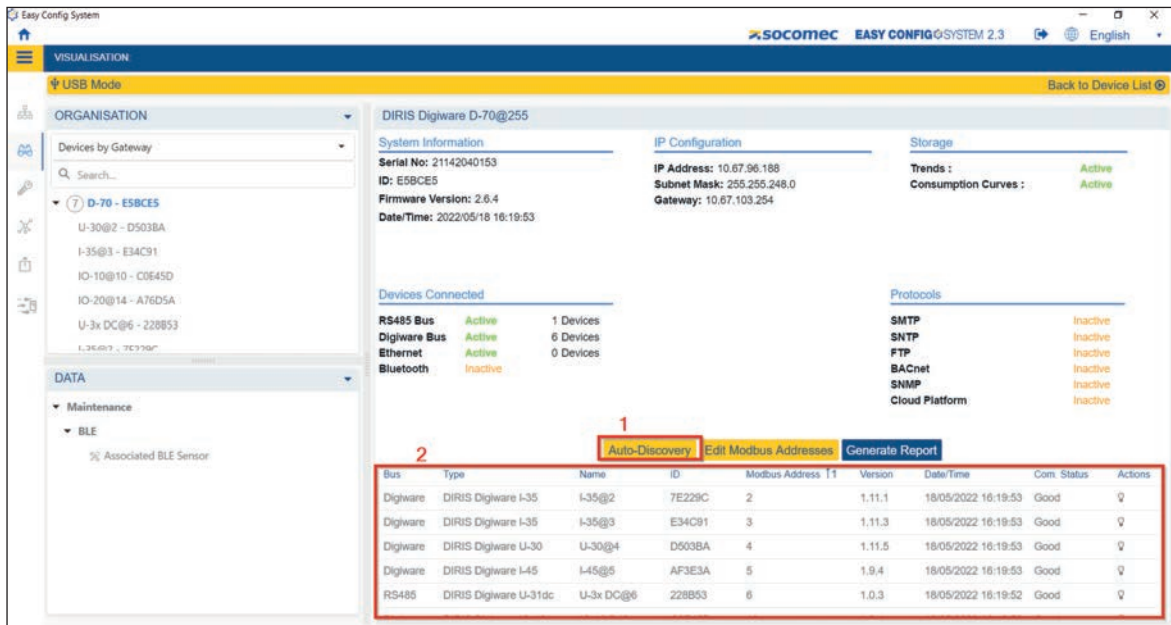 Easy Config System
socomec EASY CONFIG SYSTEM 2.3 English
VISUALISATION
USB Mode Back to Device List
ORGANISATION
Devices by Gateway
Search...
7 D-70 - E5BCE5
U-30@2 - D503BA
I-35@3 - E34C91
IO-10@10 - C0E45D
IO-20@14 - A76D5A
U-3x DC@6 - 228B53
I-35@2 - 7E229C
DATA
Maintenance
BLE
Associated BLE Sensor
DIRIS Digiware D-70@255
System Information
Serial No: 21142040153
ID: E5BCE5
Firmware Version: 2.6.4
Date/Time: 2022/05/18 16:19:53
IP Configuration
IP Address: 10.67.96.188
Subnet Mask: 255.255.248.0
Gateway: 10.67.103.254
Storage
Trends : Active
Consumption Curves : Active
Devices Connected
RS485 Bus Active 1 Devices
Digiware Bus Active 6 Devices
Ethernet Active 0 Devices
Bluetooth Inactive
Protocols
SMTP Inactive
SNTP Inactive
FTP Inactive
BACnet Inactive
SNMP Inactive
Cloud Platform Inactive
1
Auto-Discovery Edit Modbus Addresses Generate Report
2
Bus Type Name ID Modbus Address ↑1 Version Date/Time Com. Status Actions
Digiware DIRIS Digiware I-35 I-35@2 7E229C 2 1.11.1 18/05/2022 16:19:53 Good
Digiware DIRIS Digiware I-35 I-35@3 E34C91 3 1.11.3 18/05/2022 16:19:53 Good
Digiware DIRIS Digiware U-30 U-30@4 D503BA 4 1.11.5 18/05/2022 16:19:53 Good
Digiware DIRIS Digiware I-45 I-45@5 AF3E3A 5 1.9.4 18/05/2022 16:19:53 Good
RS485 DIRIS Digiware U-31dc U-3x DC@6 228B53 6 1.0.3 18/05/2022 16:19:52 Good